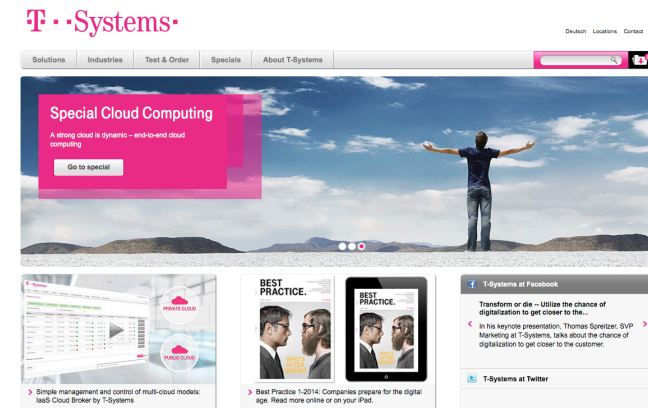 T··Systems·
Deutsch Locations Contact
Solutions Industries Test & Order Specials About T-Systems
Special Cloud Computing
A strong cloud is dynamic – end-to-end cloud
computing
Go to special
PRIVATE CLOUD
PUBLIC CLOUD
Simple management and control of multi-cloud models:
IaaS Cloud Broker by T-Systems
BEST
PRACTICE.
WHO'S
AFTER
BEST
PRACTICE.
Best Practice 1-2014: Companies prepare for the digital
age. Read more online or on your iPad.
T-Systems at Facebook
Transform or die -- Utilize the chance of
digitalization to get closer to the...
In his keynote presentation, Thomas Spreitzer, SVP
Marketing at T-Systems, talks about the chance of
digitalization to get closer to the customer.
T-Systems at Twitter